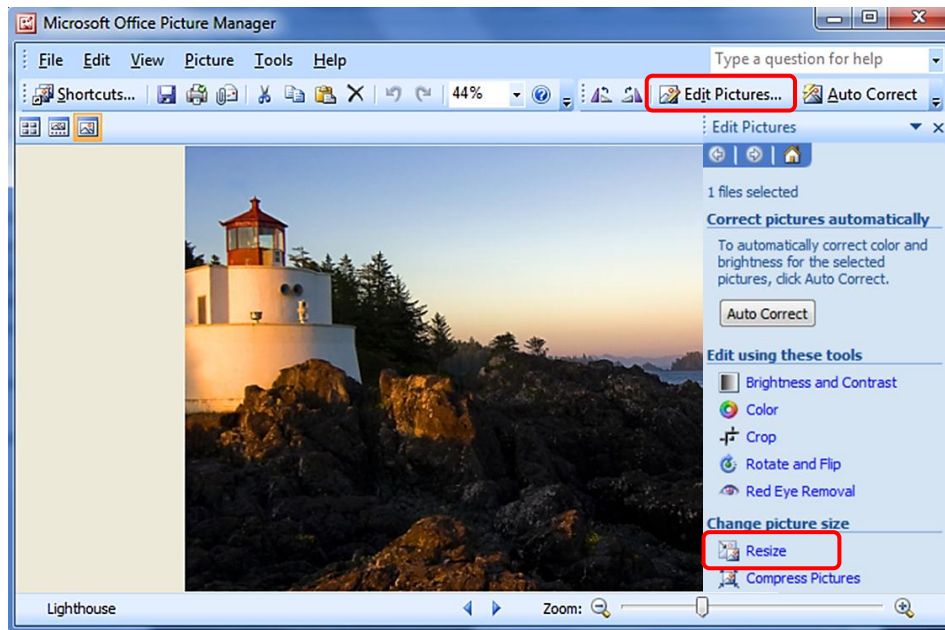 Microsoft Office Picture Manager
File Edit View Picture Tools Help
Type a question for help
Shortcuts... 44% Edit Pictures... Auto Correct
Edit Pictures
1 files selected
Correct pictures automatically
To automatically correct color and
brightness for the selected
pictures, click Auto Correct.
Auto Correct
Edit using these tools
Brightness and Contrast
Color
Crop
Rotate and Flip
Red Eye Removal
Change picture size
Resize
Compress Pictures
Lighthouse Zoom: